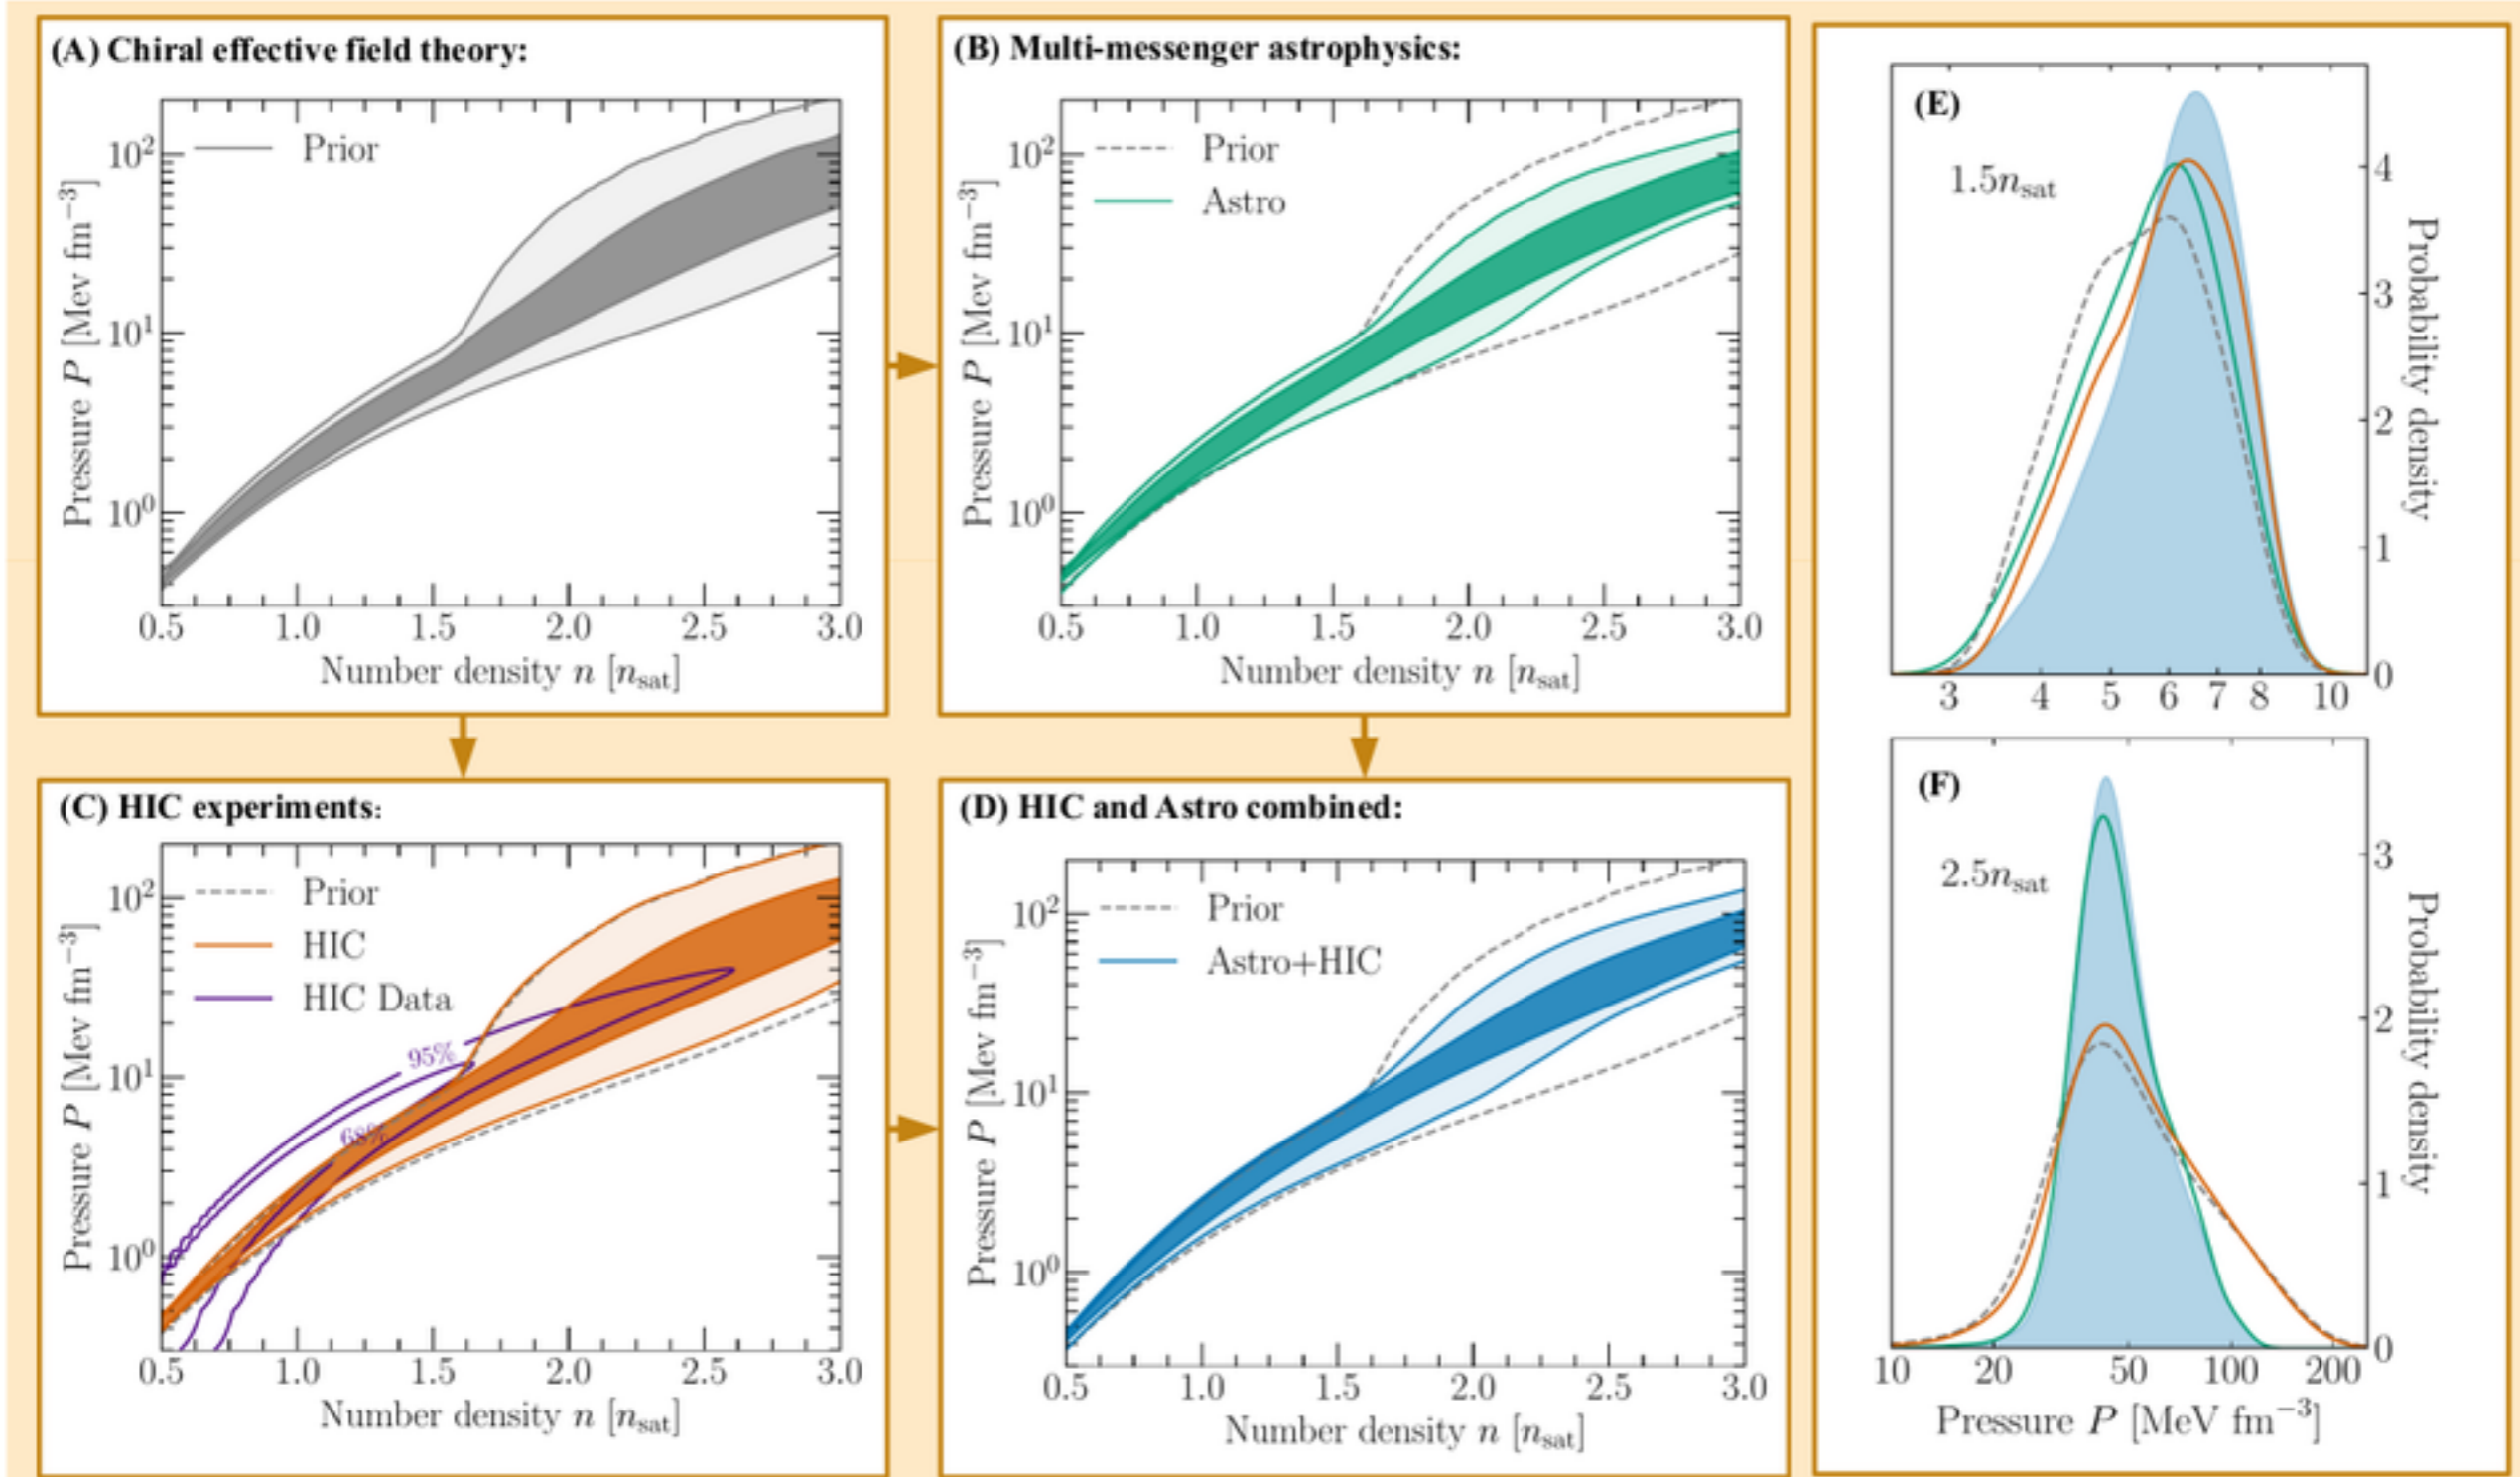 (A) Chiral effective field theory:
Prior
10² 10¹ 10⁰
Pressure P [Mev fm⁻³]
0.5 1.0 1.5 2.0 2.5 3.0
Number density n [nsat]
(B) Multi-messenger astrophysics:
Prior
Astro
10² 10¹ 10⁰
Pressure P [Mev fm⁻³]
0.5 1.0 1.5 2.0 2.5 3.0
Number density n [nsat]
(C) HIC experiments:
Prior
HIC
HIC Data
95%
68%
10² 10¹ 10⁰
Pressure P [Mev fm⁻³]
0.5 1.0 1.5 2.0 2.5 3.0
Number density n [nsat]
(D) HIC and Astro combined:
Prior
Astro+HIC
10² 10¹ 10⁰
Pressure P [Mev fm⁻³]
0.5 1.0 1.5 2.0 2.5 3.0
Number density n [nsat]
(E)
1.5nsat
4 3 2 1 0
Probability density
3 4 5 6 7 8 10
(F)
2.5nsat
3 2 1 0
Probability density
10 20 50 100 200
Pressure P [MeV fm⁻³]